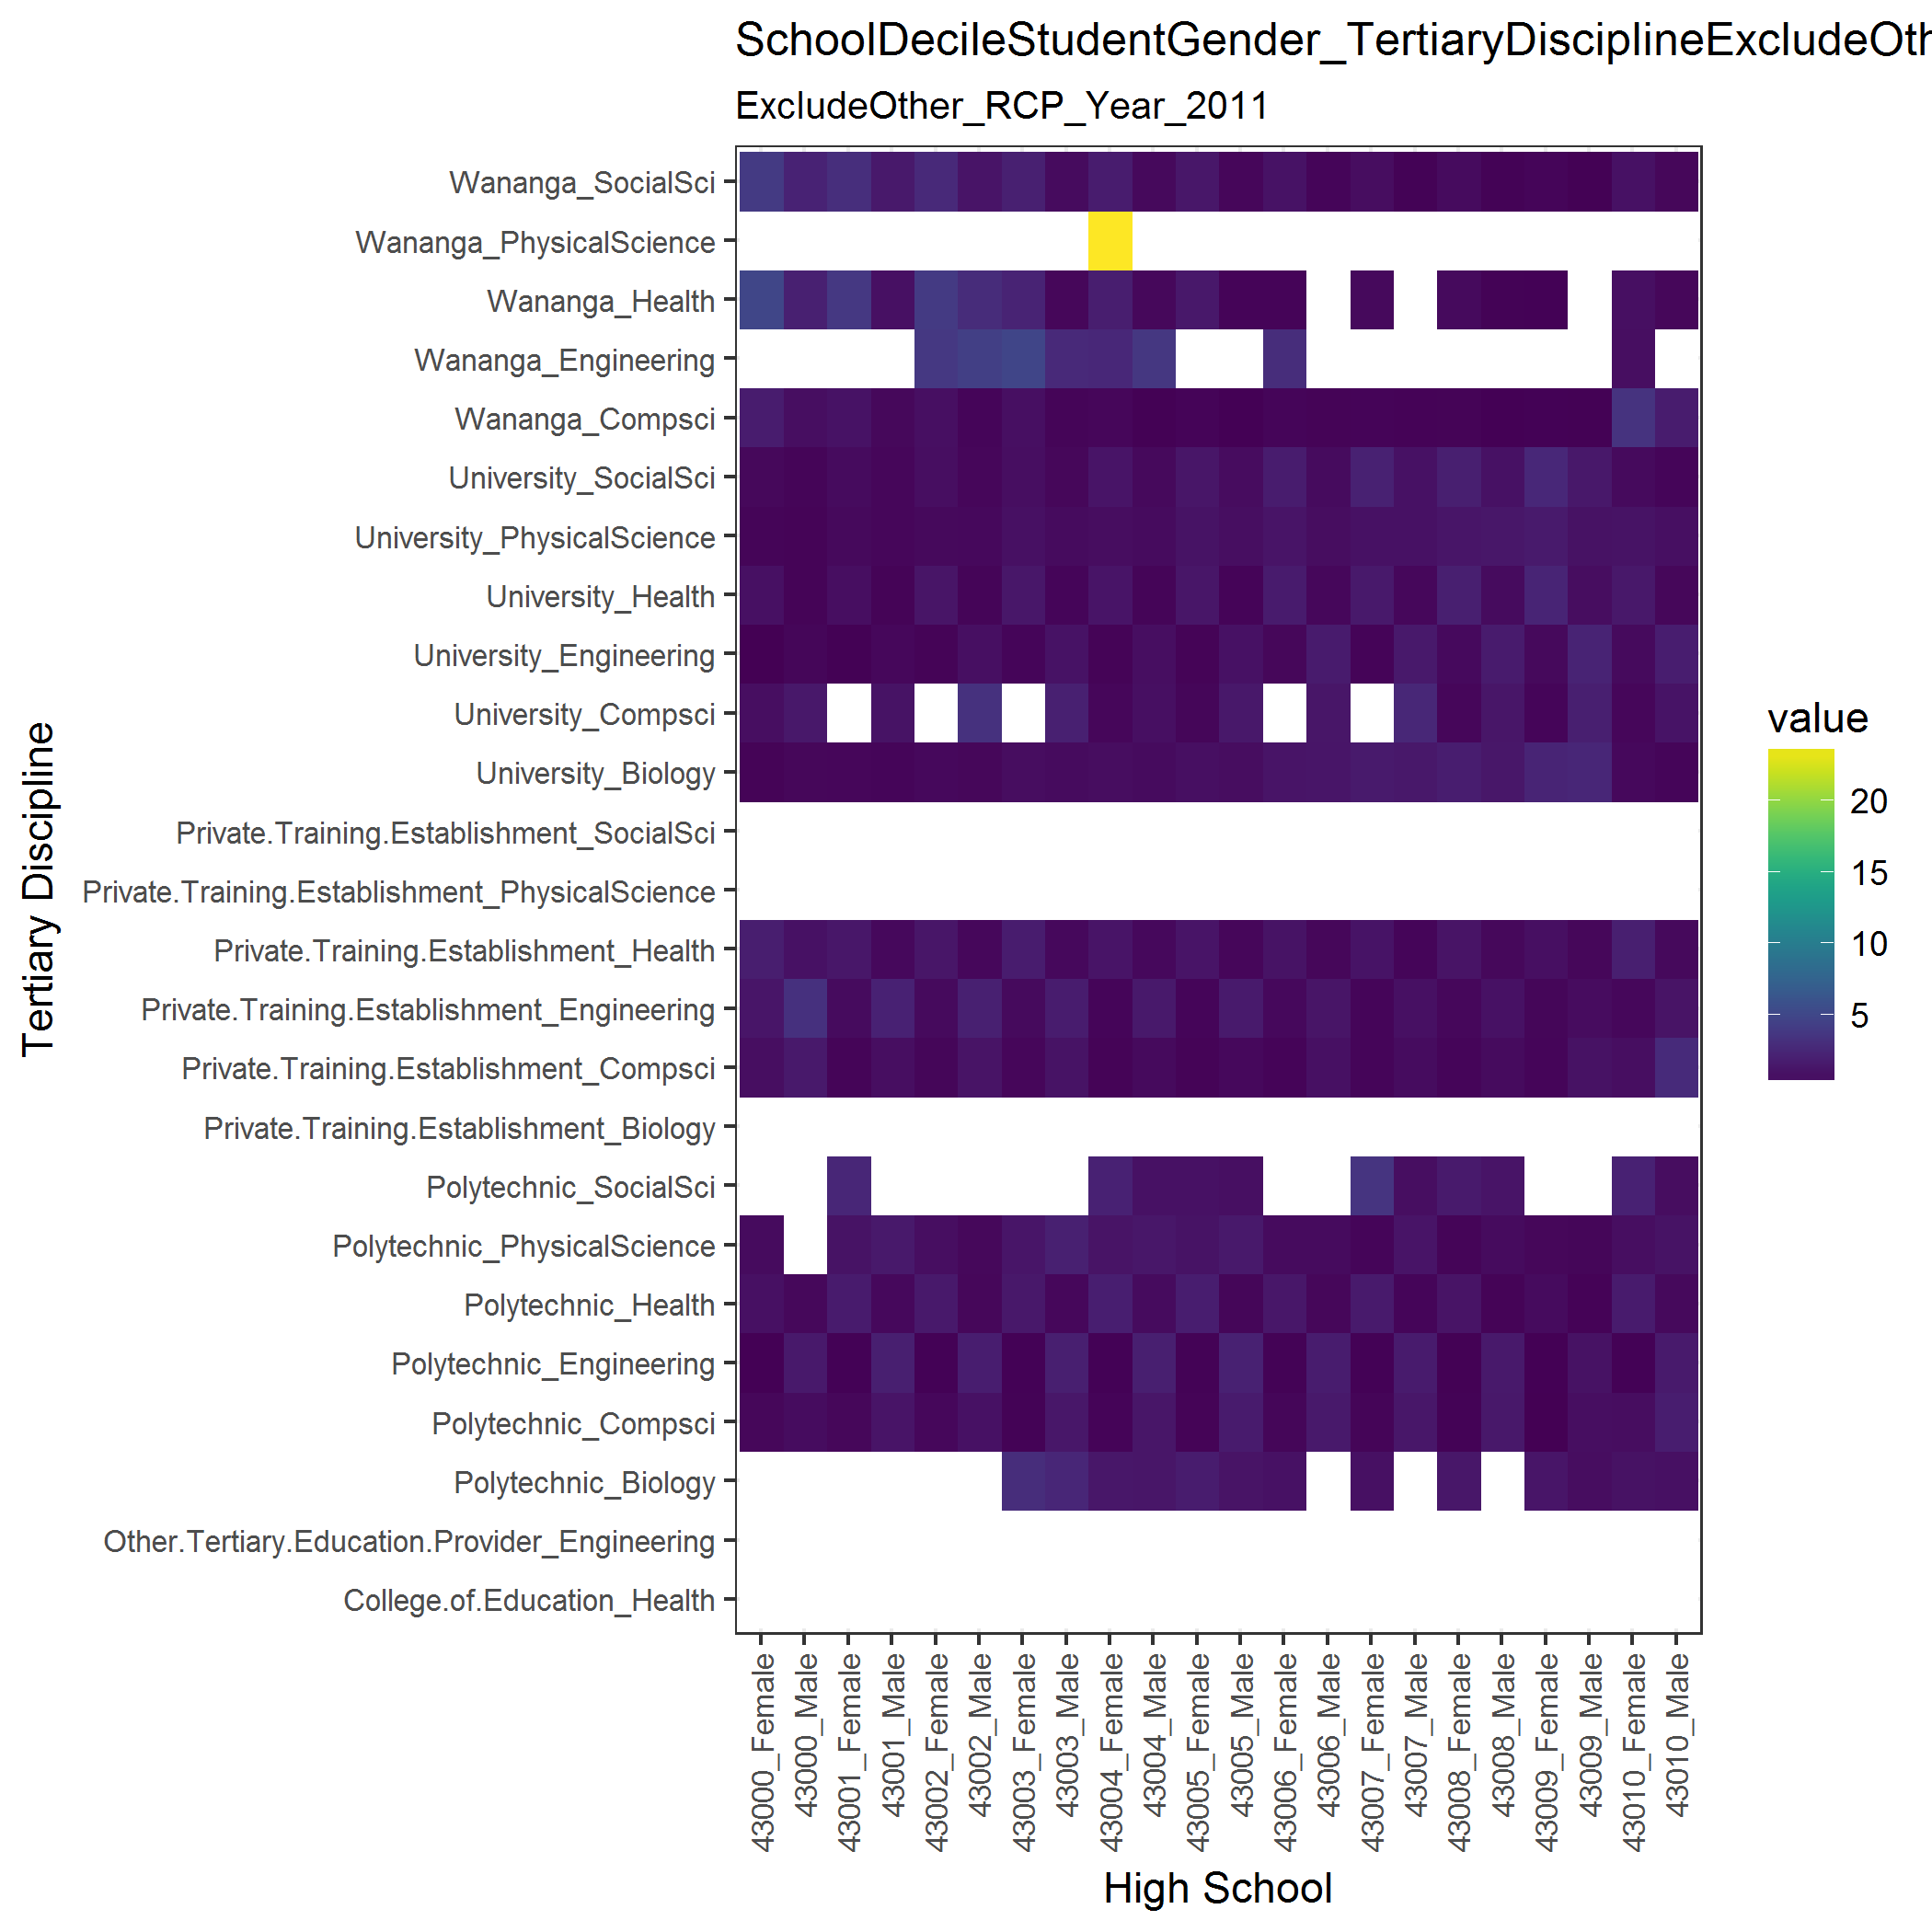 SchoolDecileStudentGender_TertiaryDisciplineExcludeOth
ExcludeOther_RCP_Year_2011
Tertiary Discipline
Wananga_SocialSci
Wananga_PhysicalScience
Wananga_Health
Wananga_Engineering
Wananga_Compsci
University_SocialSci
University_PhysicalScience
University_Health
University_Engineering
University_Compsci
University_Biology
Private.Training.Establishment_SocialSci
Private.Training.Establishment_PhysicalScience
Private.Training.Establishment_Health
Private.Training.Establishment_Engineering
Private.Training.Establishment_Compsci
Private.Training.Establishment_Biology
Polytechnic_SocialSci
Polytechnic_PhysicalScience
Polytechnic_Health
Polytechnic_Engineering
Polytechnic_Compsci
Polytechnic_Biology
Other.Tertiary.Education.Provider_Engineering
College.of.Education_Health
43000_Female
43000_Male
43001_Female
43001_Male
43002_Female
43002_Male
43003_Female
43003_Male
43004_Female
43004_Male
43005_Female
43005_Male
43006_Female
43006_Male
43007_Female
43007_Male
43008_Female
43008_Male
43009_Female
43009_Male
43010_Female
43010_Male
High School
value
20
15
10
5